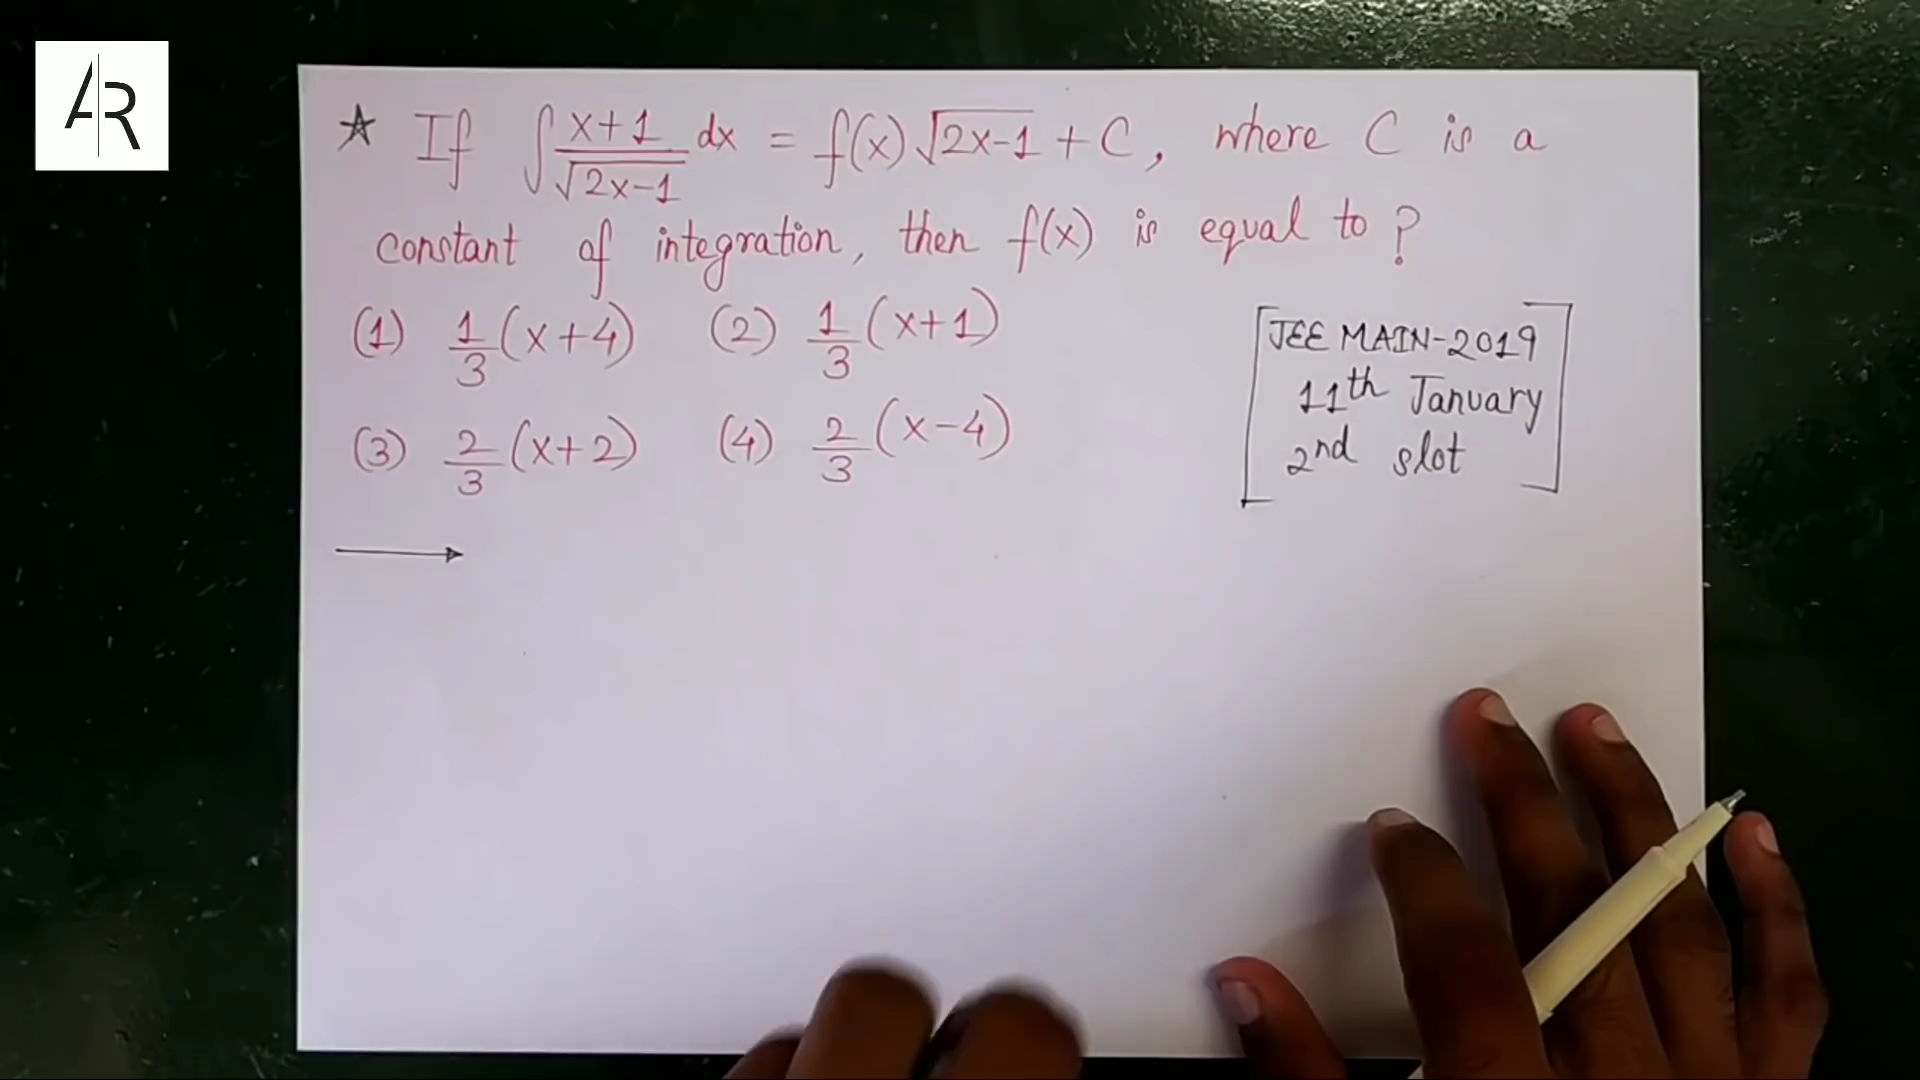 AR
★ If ∫ (x+1)/√(2x-1) dx = f(x) √(2x-1) + C, where C is a
constant of integration, then f(x) is equal to ?
(1) 1/3 (x+4) (2) 1/3 (x+1)
(3) 2/3 (x+2) (4) 2/3 (x-4)
[JEE MAIN-2019
11th January
2nd slot]